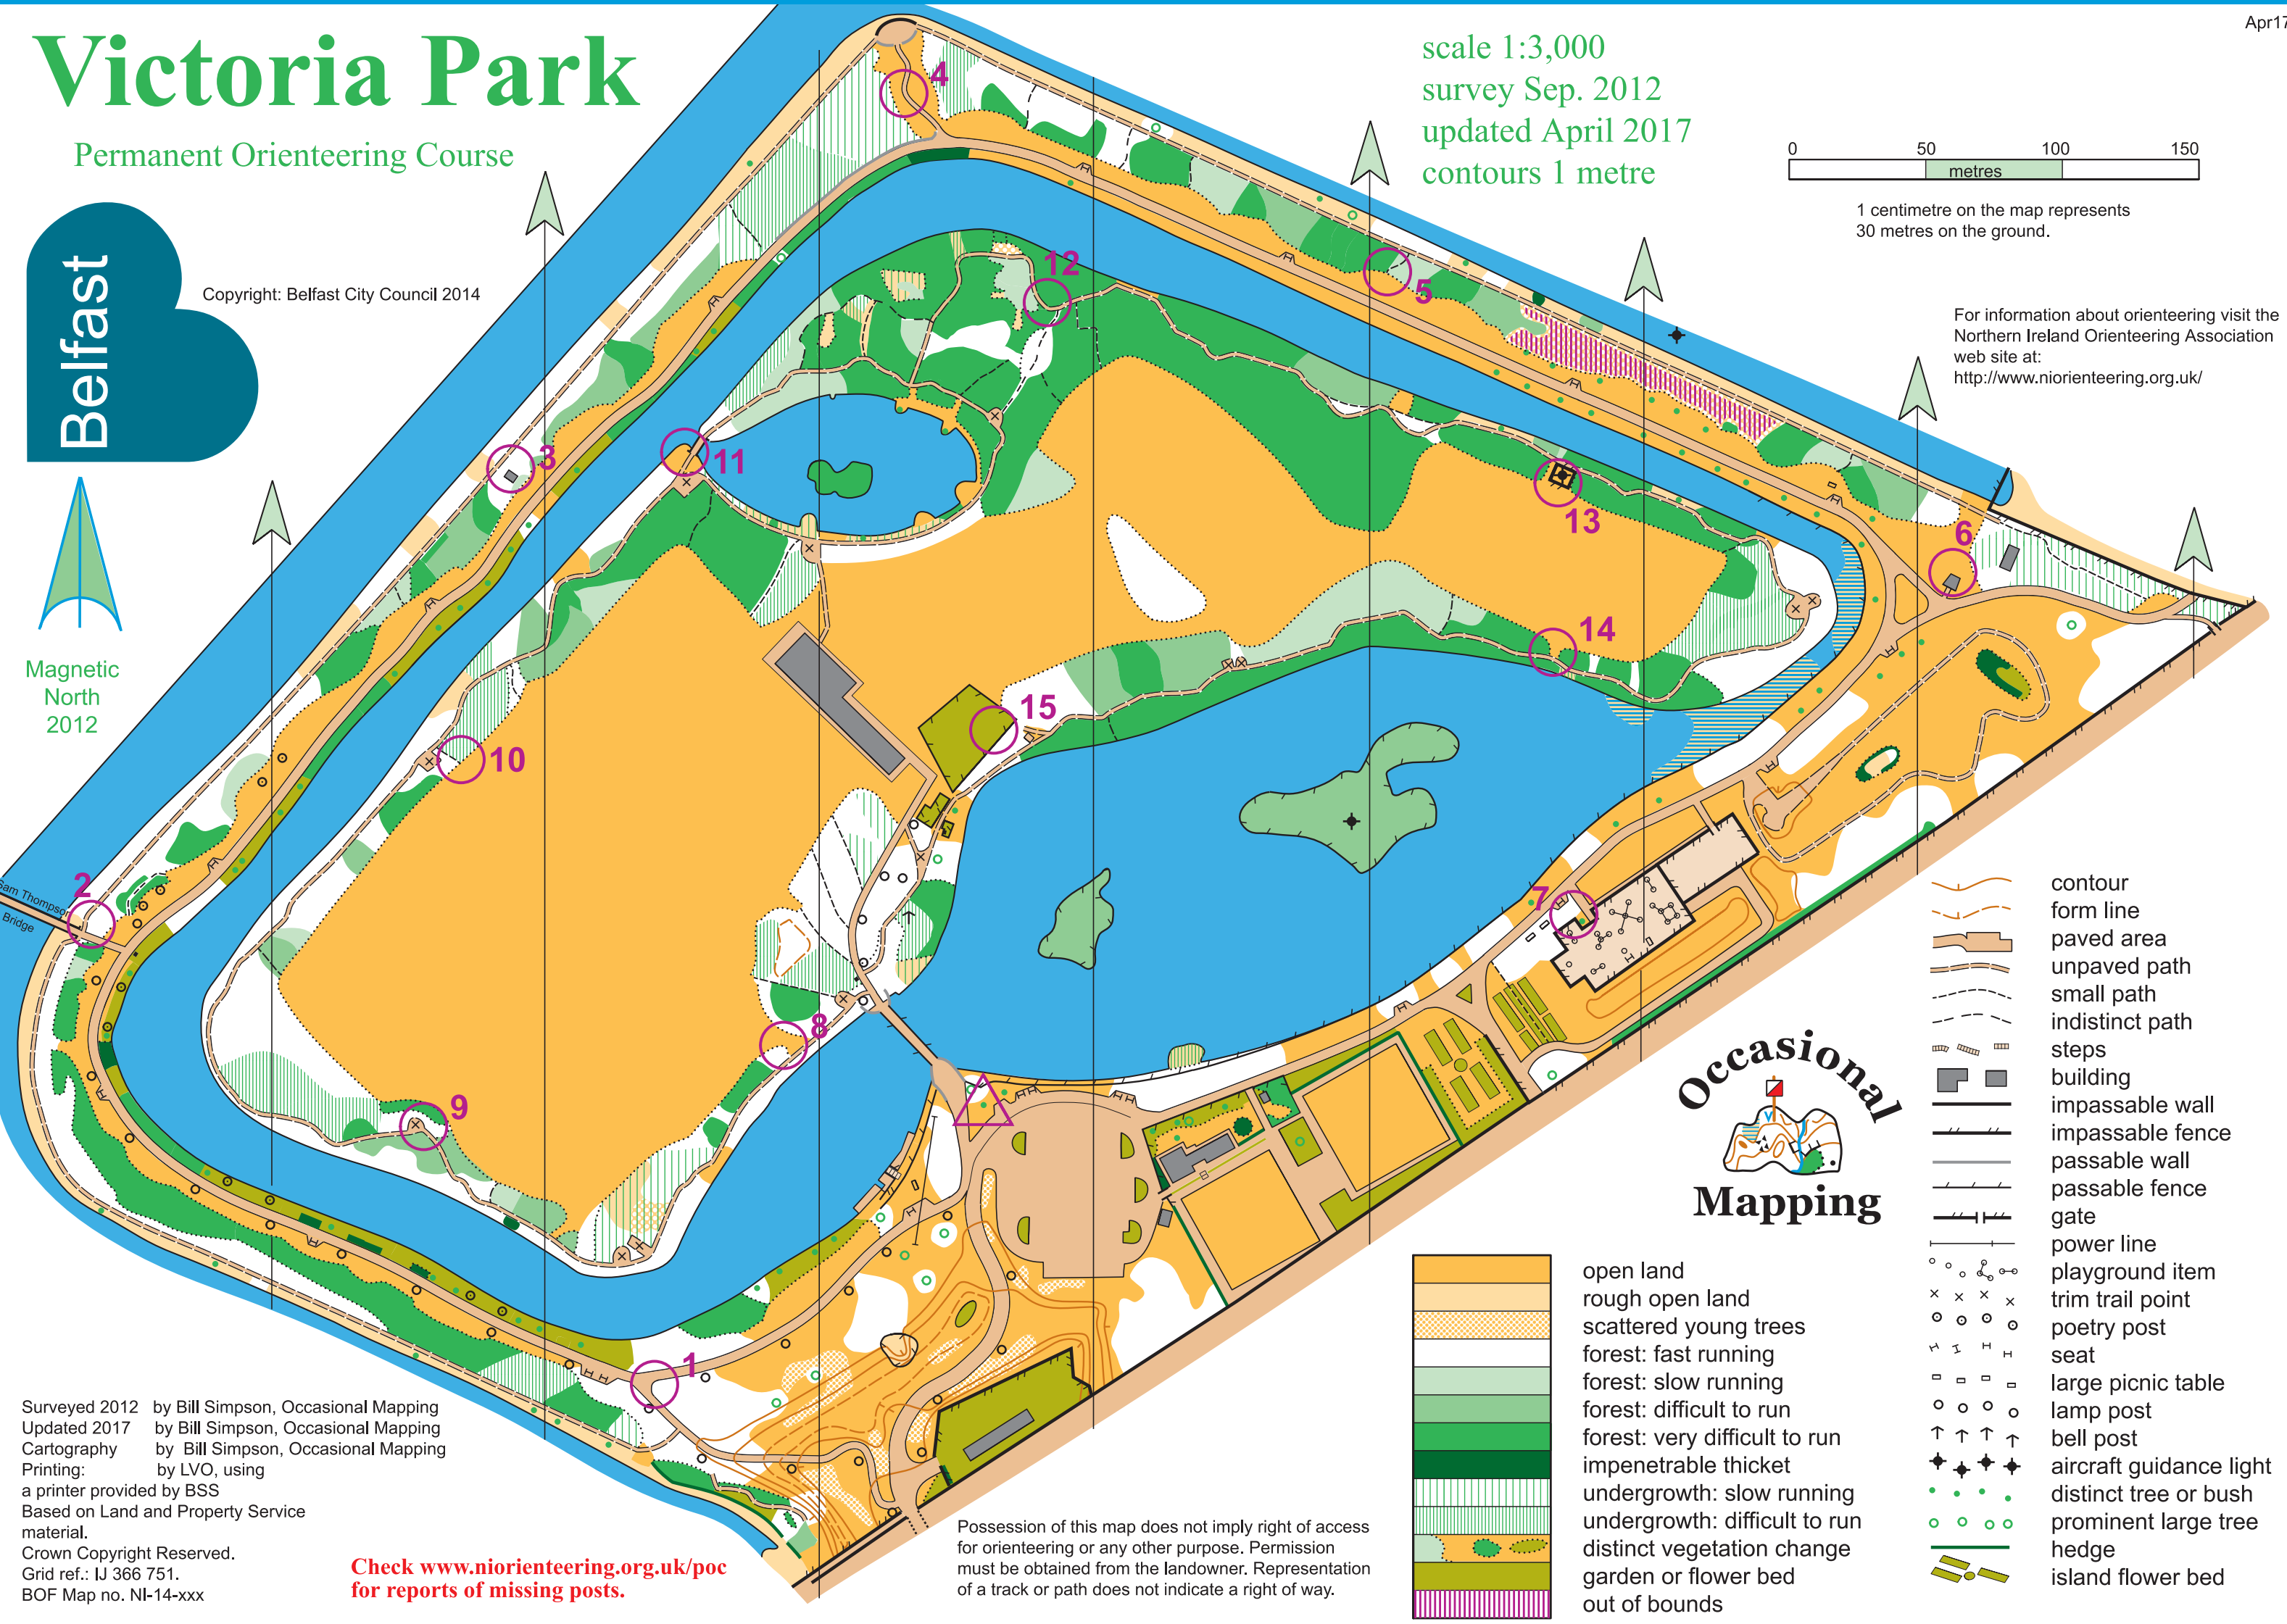 Apr17
Victoria Park
Permanent Orienteering Course
scale 1:3,000
survey Sep. 2012
updated April 2017
contours 1 metre
0 50 100 150
metres
1 centimetre on the map represents
30 metres on the ground.
Belfast
Copyright: Belfast City Council 2014
For information about orienteering visit the
Northern Ireland Orienteering Association
web site at:
http://www.niorienteering.org.uk/
Magnetic
North
2012
4
12
5
3
11
13
6
14
15
10
2
Sam Thompson
Bridge
7
8
9
1
Occasional
Mapping
contour
form line
paved area
unpaved path
small path
indistinct path
steps
building
impassable wall
impassable fence
passable wall
passable fence
gate
power line
playground item
trim trail point
poetry post
seat
large picnic table
lamp post
bell post
aircraft guidance light
distinct tree or bush
prominent large tree
hedge
island flower bed
open land
rough open land
scattered young trees
forest: fast running
forest: slow running
forest: difficult to run
forest: very difficult to run
impenetrable thicket
undergrowth: slow running
undergrowth: difficult to run
distinct vegetation change
garden or flower bed
out of bounds
Surveyed 2012 by Bill Simpson, Occasional Mapping
Updated 2017 by Bill Simpson, Occasional Mapping
Cartography by Bill Simpson, Occasional Mapping
Printing: by LVO, using
a printer provided by BSS
Based on Land and Property Service
material.
Crown Copyright Reserved.
Grid ref.: IJ 366 751.
BOF Map no. NI-14-xxx
Check www.niorienteering.org.uk/poc
for reports of missing posts.
Possession of this map does not imply right of access
for orienteering or any other purpose. Permission
must be obtained from the landowner. Representation
of a track or path does not indicate a right of way.